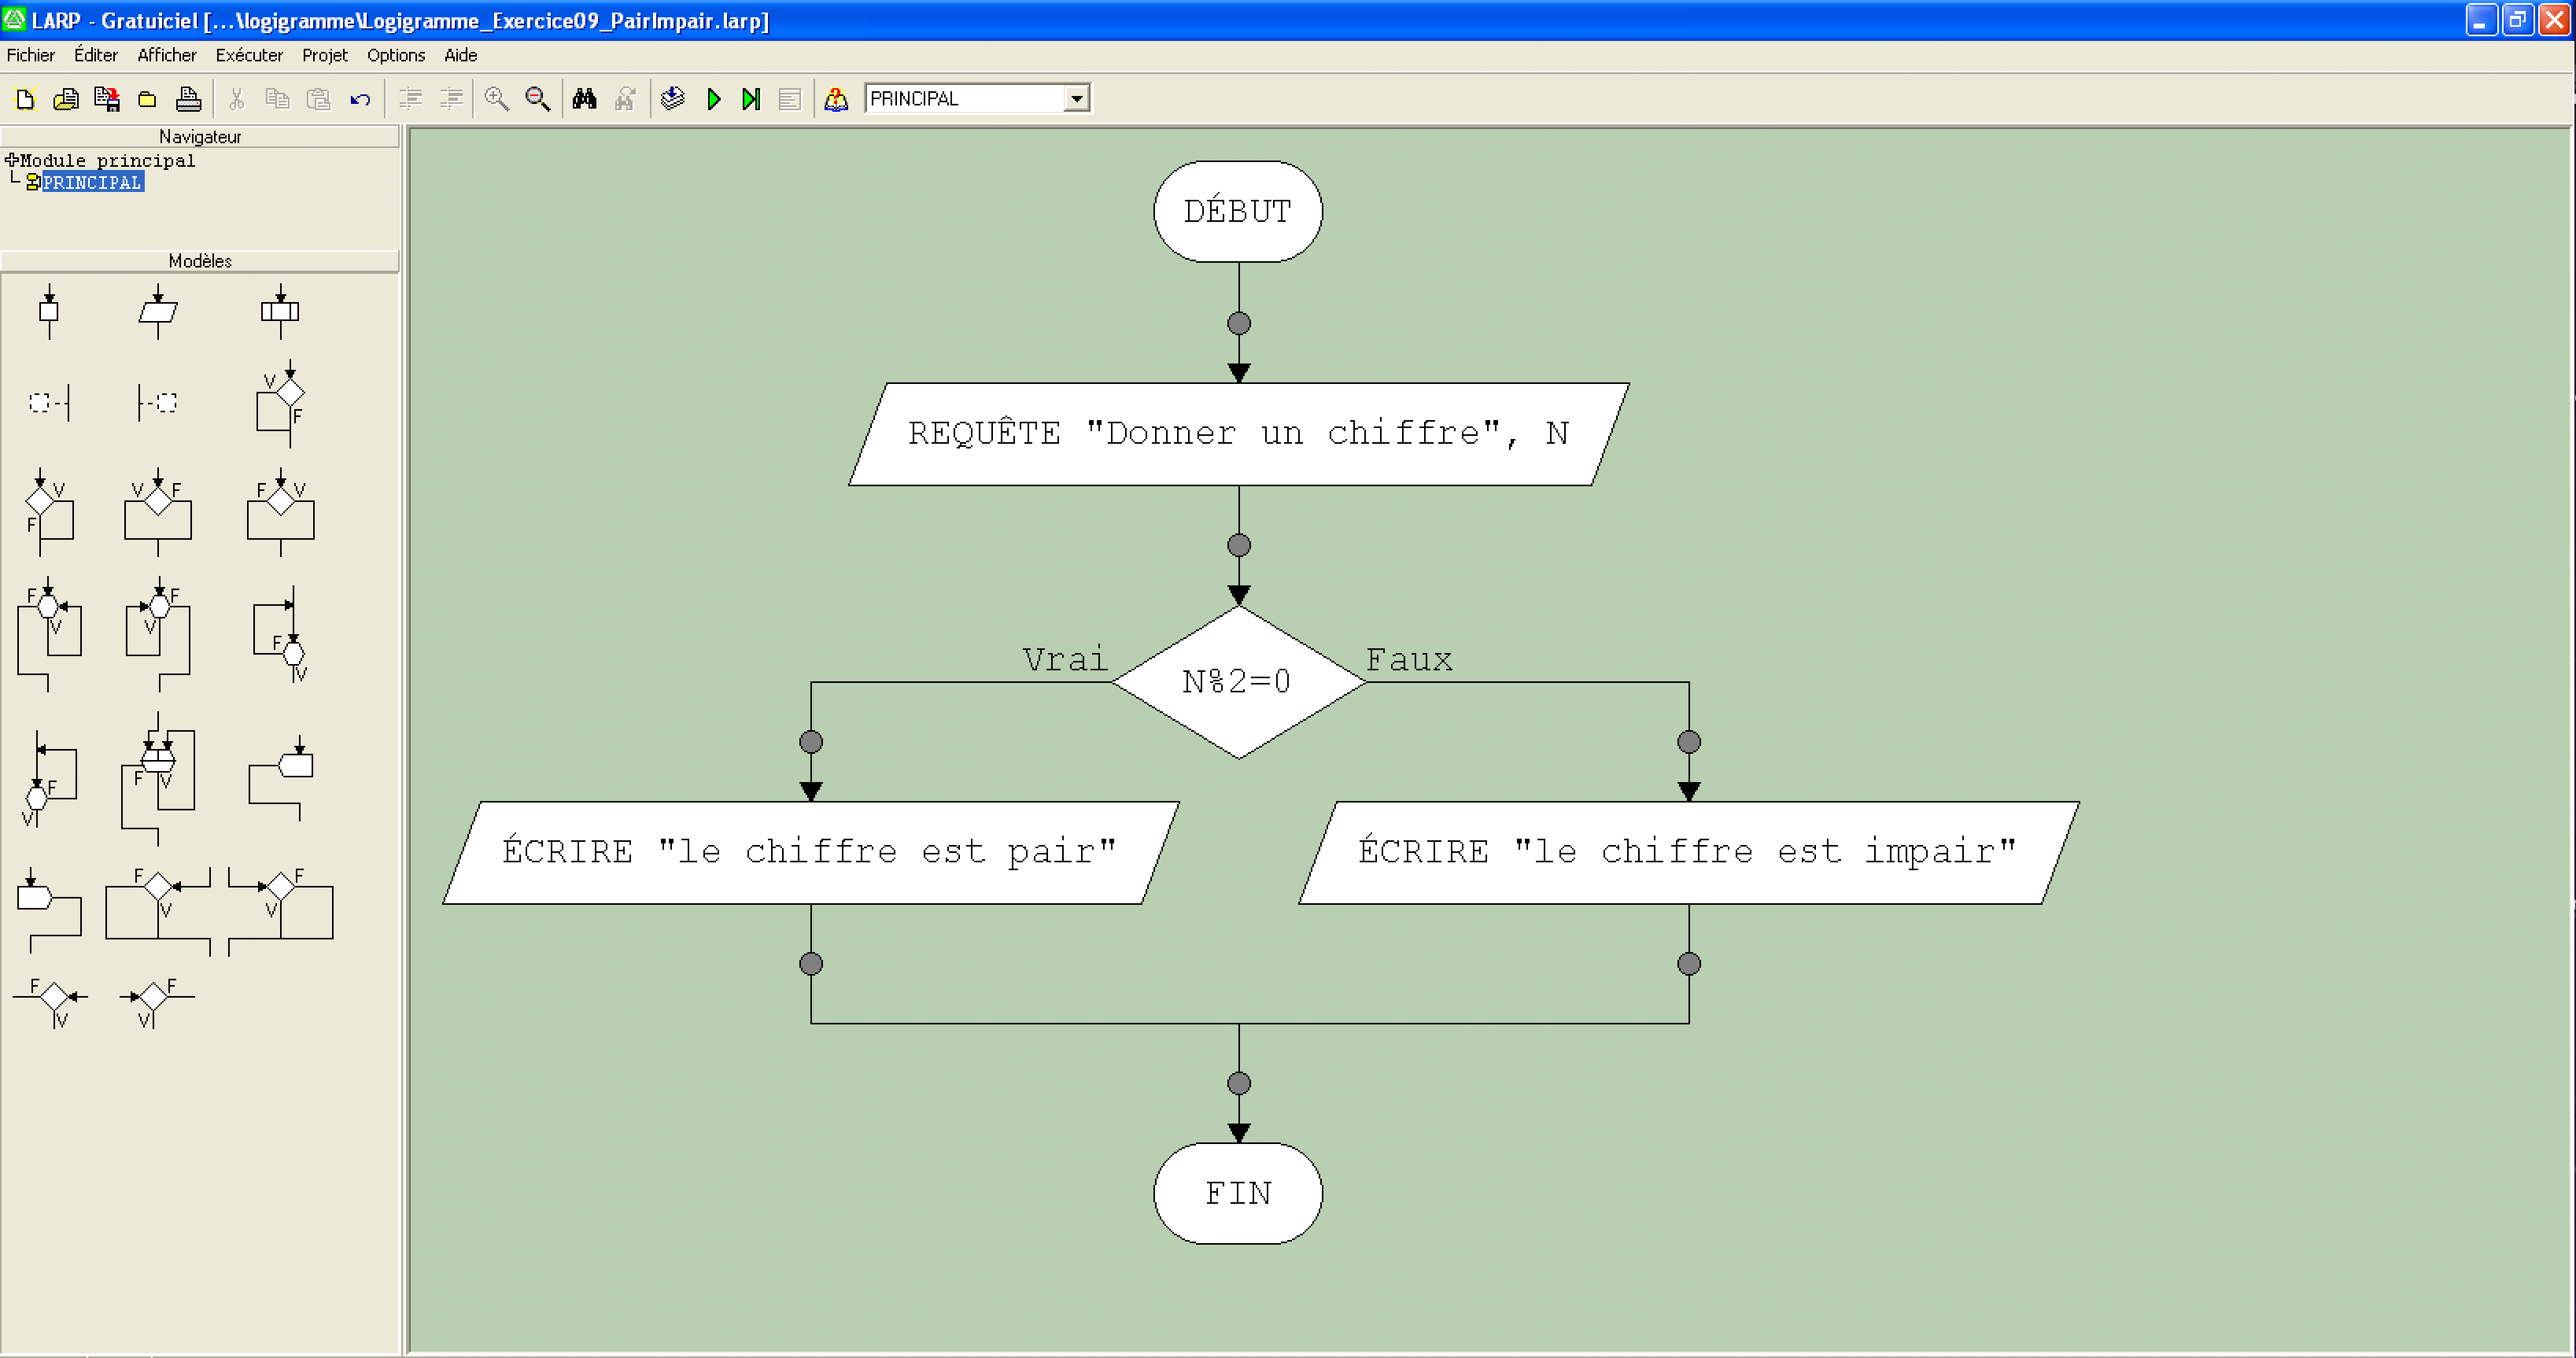 LARP - Gratuiciel [...\logigramme\Logigramme_Exercice09_PairImpair.larp]
Fichier Éditer Afficher Exécuter Projet Options Aide
PRINCIPAL
Navigateur
Module principal
PRINCIPAL
Modèles
V
F
V
F
V F
F V
F
V
F
V
F
V
F
V
F
V
F
V
F
V
F
V
F
V
DÉBUT
REQUÊTE "Donner un chiffre", N
Vrai
N%2=0
Faux
ÉCRIRE "le chiffre est pair"
ÉCRIRE "le chiffre est impair"
FIN